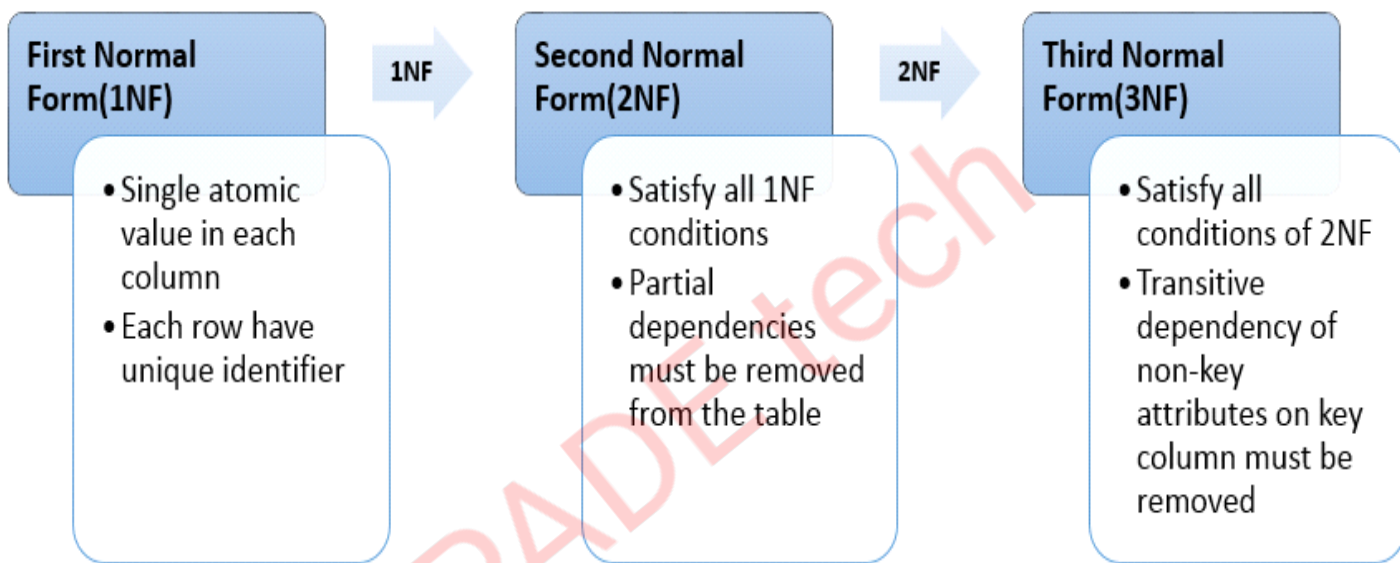 First Normal
Form(1NF)
1NF
Second Normal
Form(2NF)
2NF
Third Normal
Form(3NF)
•Single atomic
value in each
column
•Each row have
unique identifier
•Satisfy all 1NF
conditions
•Partial
dependencies
must be removed
from the table
•Satisfy all
conditions of 2NF
•Transitive
dependency of
non-key
attributes on key
column must be
removed
PADE tech